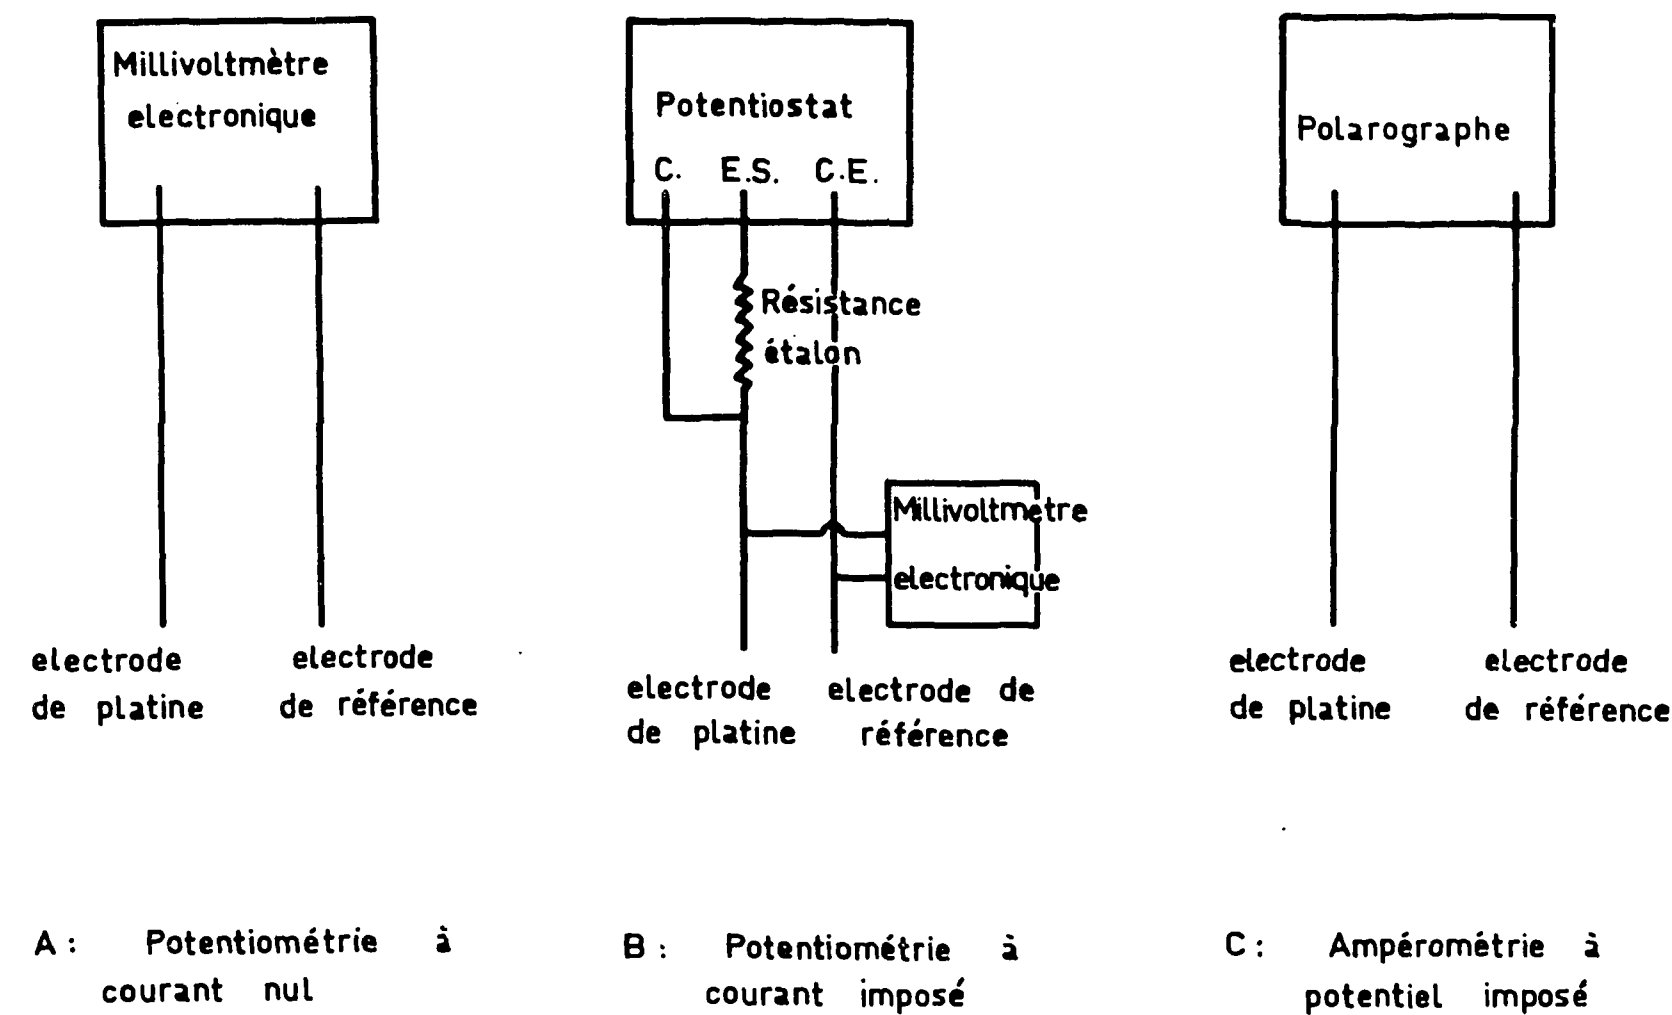 Millivoltmètre
electronique
electrode
de platine
electrode
de référence
A : Potentiométrie à
courant nul
Potentiostat
C. E.S. C.E.
Résistance
étalon
Millivoltmetre
electronique
electrode
de platine
electrode de
référence
B : Potentiométrie à
courant imposé
Polarographe
electrode
de platine
electrode
de référence
C : Ampérométrie à
potentiel imposé